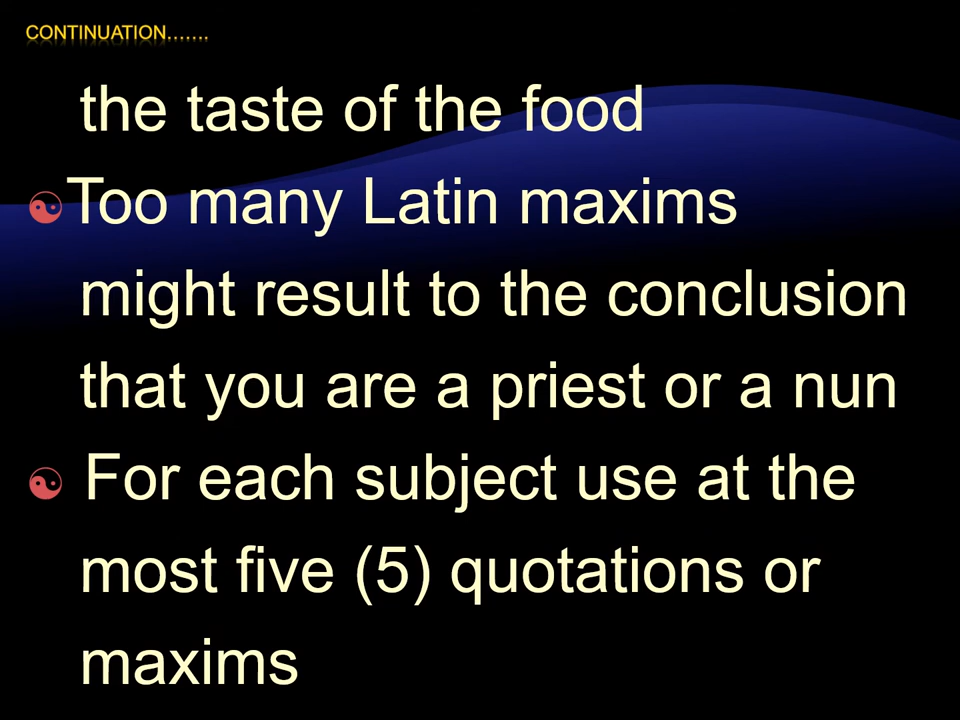 CONTINUATION.......
the taste of the food
☯Too many Latin maxims
might result to the conclusion
that you are a priest or a nun
☯ For each subject use at the
most five (5) quotations or
maxims